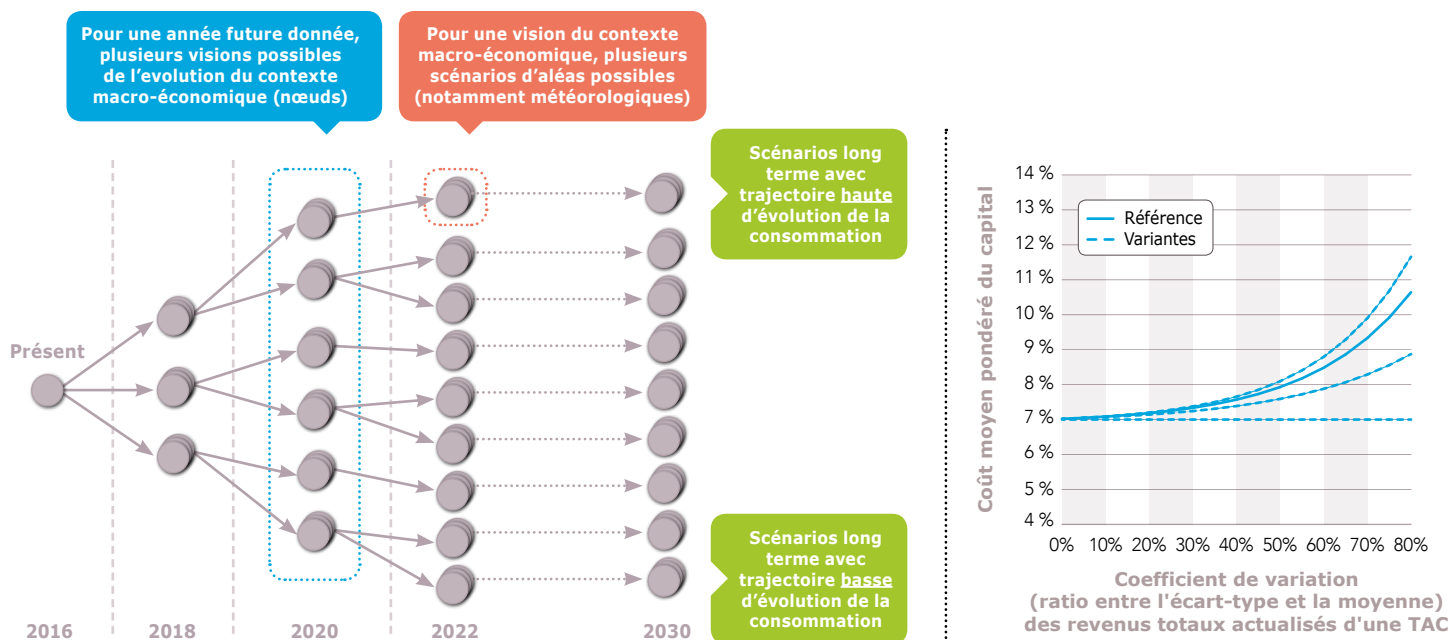 Pour une année future donnée,
plusieurs visions possibles
de l'evolution du contexte
macro-économique (nœuds)
Pour une vision du contexte
macro-économique, plusieurs
scénarios d'aléas possibles
(notamment météorologiques)
Scénarios long
terme avec
trajectoire haute
d'évolution de la
consommation
Présent
Scénarios long
terme avec
trajectoire basse
d'évolution de la
consommation
2016
2018
2020
2022
2030
Coût moyen pondéré du capital
14 %
13 %
12 %
11 %
10 %
9 %
8 %
7 %
6 %
5 %
4 %
Référence
Variantes
0%
10%
20%
30%
40%
50%
60%
70%
80%
Coefficient de variation
(ratio entre l'écart-type et la moyenne)
des revenus totaux actualisés d'une TAC